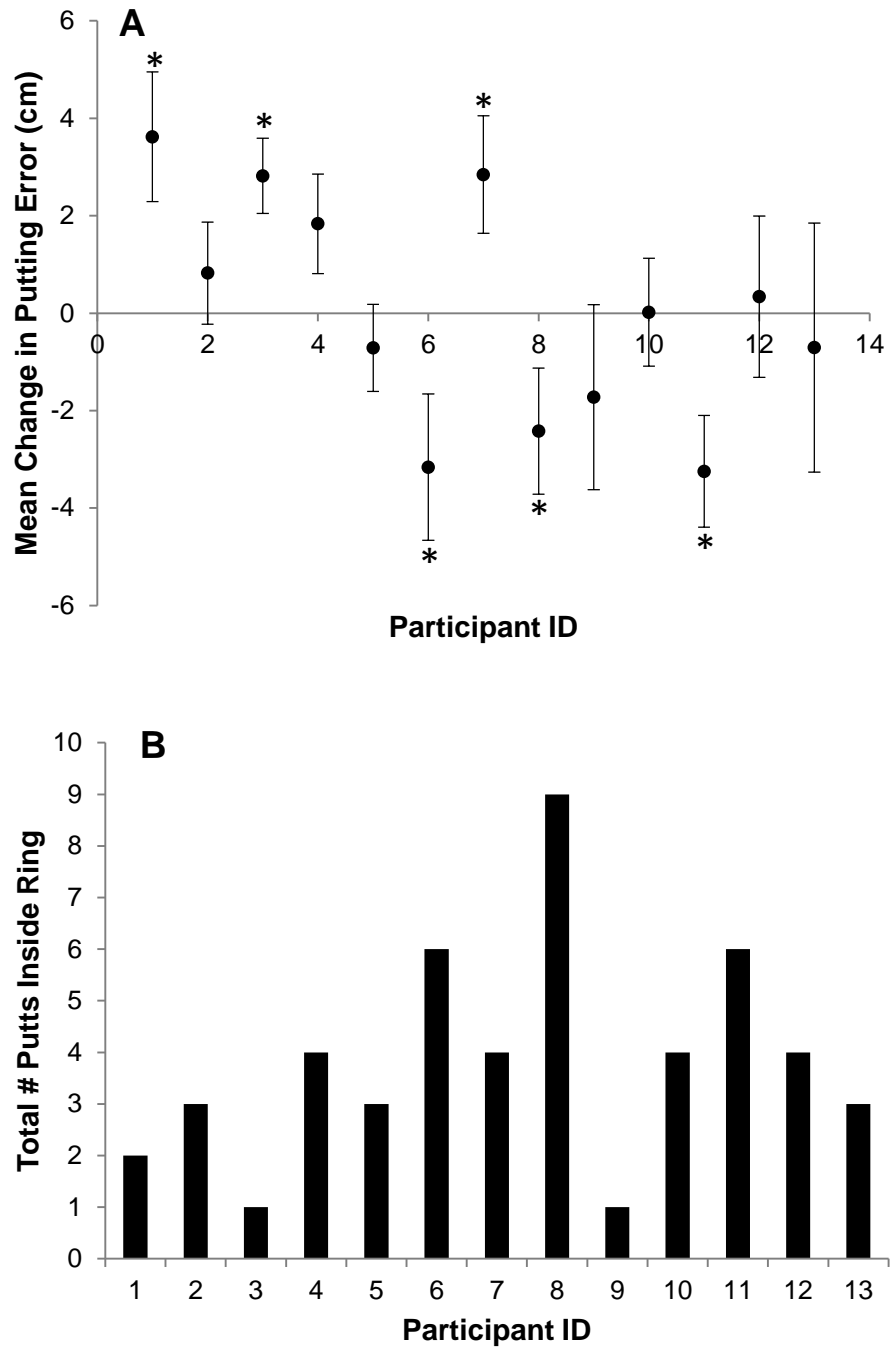 A
Mean Change in Putting Error (cm)
6
4
2
0
-2
-4
-6
0 2 4 6 8 10 12 14
* * * * * *
Participant ID
B
Total # Putts Inside Ring
10
9
8
7
6
5
4
3
2
1
0
1 2 3 4 5 6 7 8 9 10 11 12 13
Participant ID